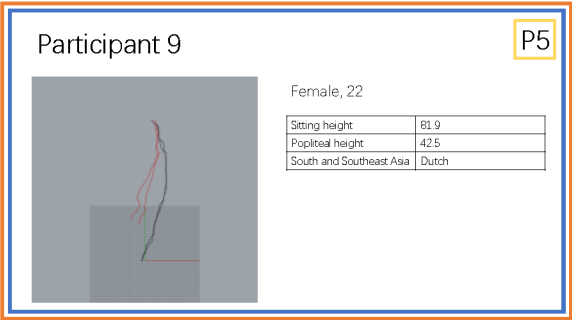 Participant 9
P5
Female, 22
Sitting height 81.9
Popliteal height 42.5
South and Southeast Asia Dutch